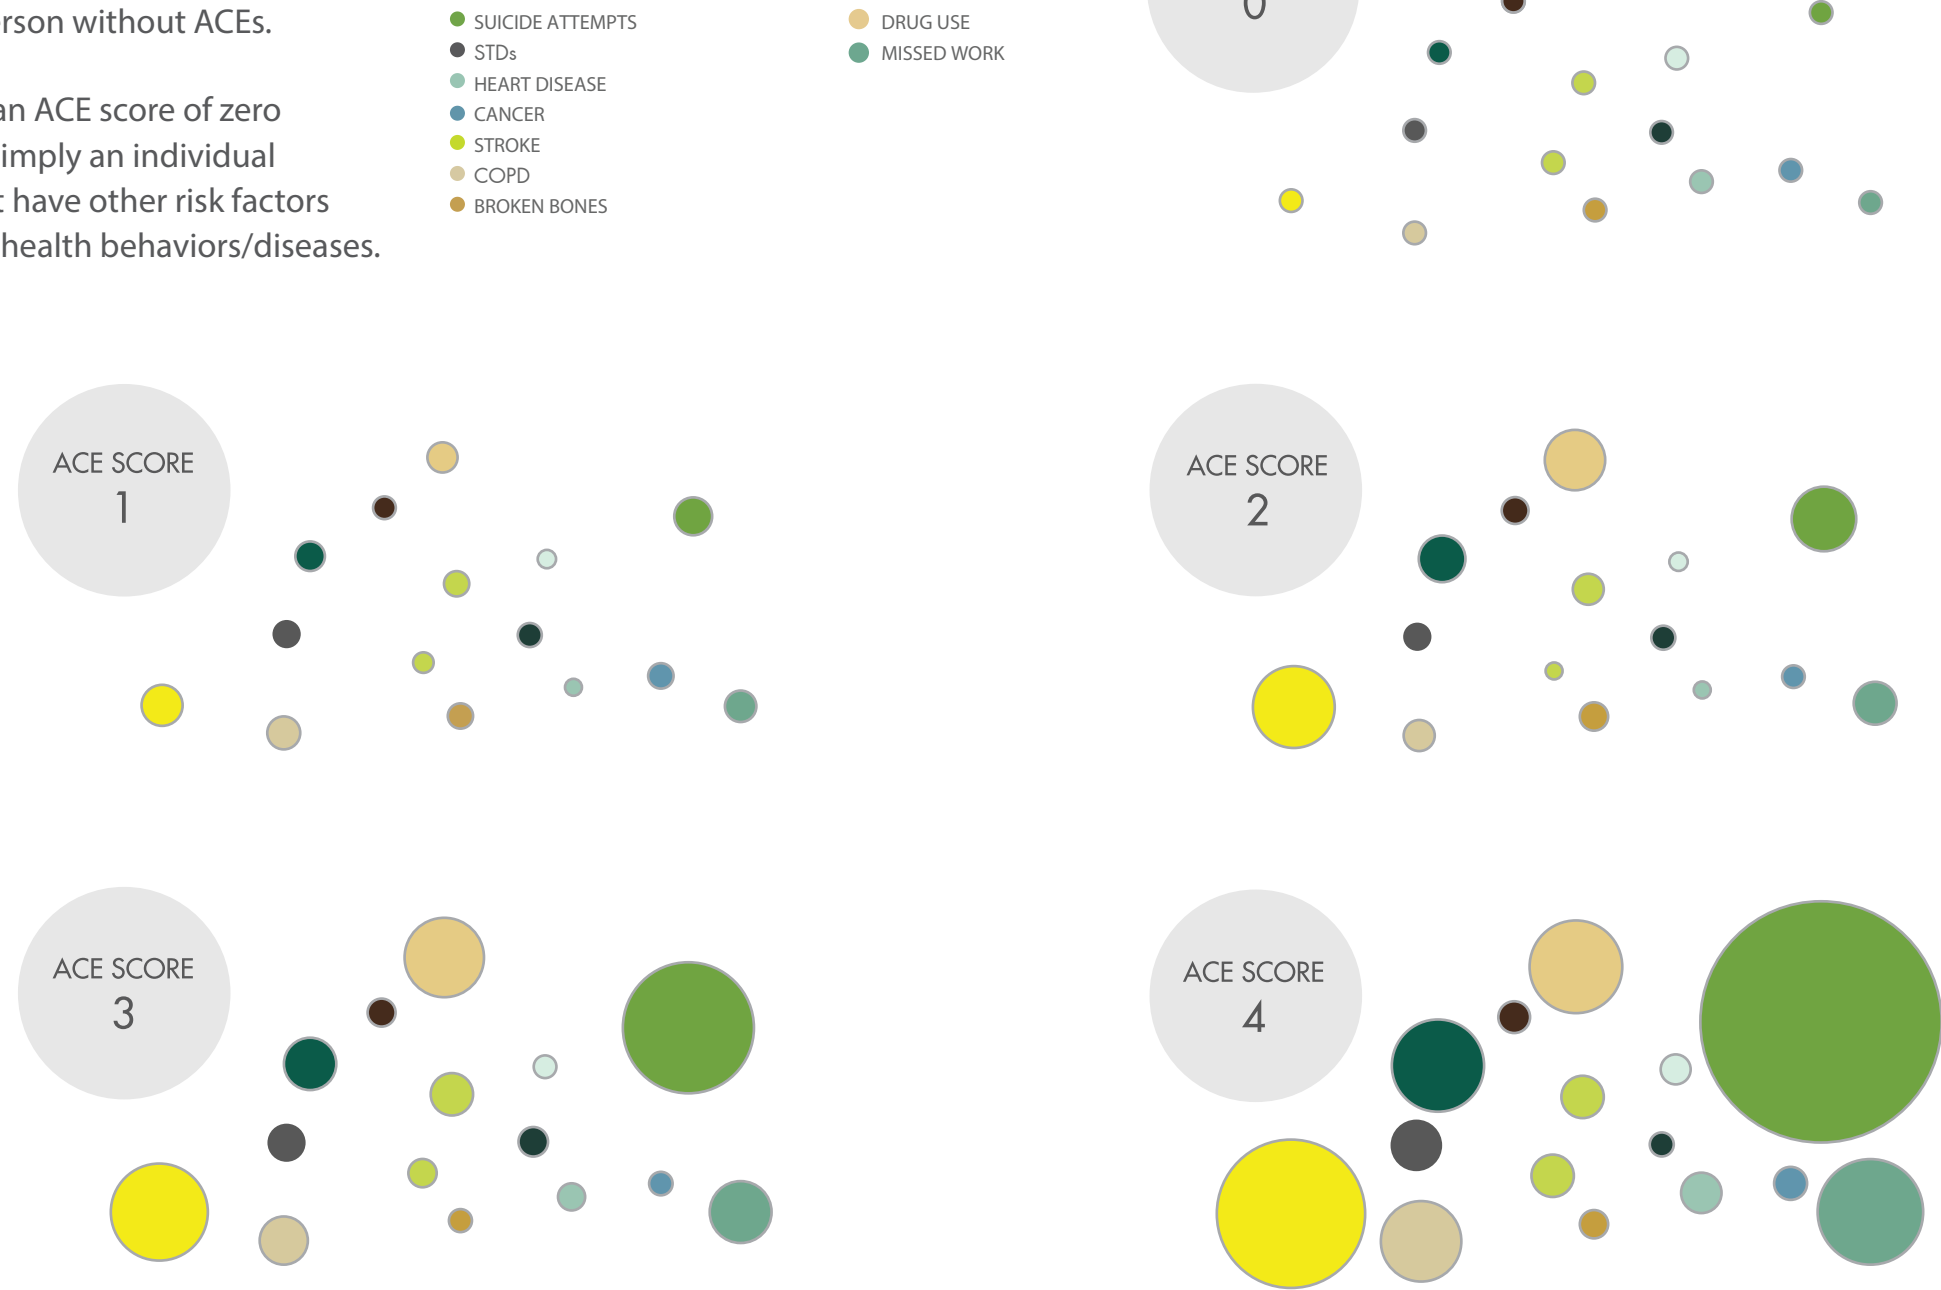 erson without ACEs.
an ACE score of zero
imply an individual
t have other risk factors
health behaviors/diseases.
SUICIDE ATTEMPTS
STDs
HEART DISEASE
CANCER
STROKE
COPD
BROKEN BONES
DRUG USE
MISSED WORK
0
ACE SCORE
1
ACE SCORE
2
ACE SCORE
3
ACE SCORE
4